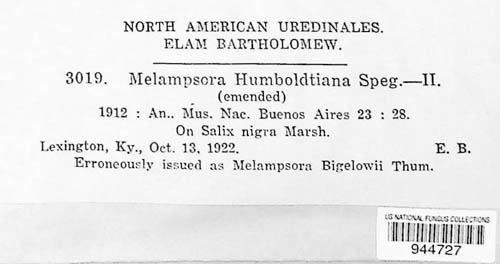 NORTH AMERICAN UREDINALES.
ELAM BARTHOLOMEW.
3019. Melampsora Humboldtiana Speg.—II.
(emended)
1912 : An.. Mus. Nac. Buenos Aires 23 : 28.
On Salix nigra Marsh.
Lexington, Ky., Oct. 13, 1922. E. B.
Erroneously issued as Melampsora Bigelowii Thum.
US NATIONAL FUNGUS COLLECTIONS
944727